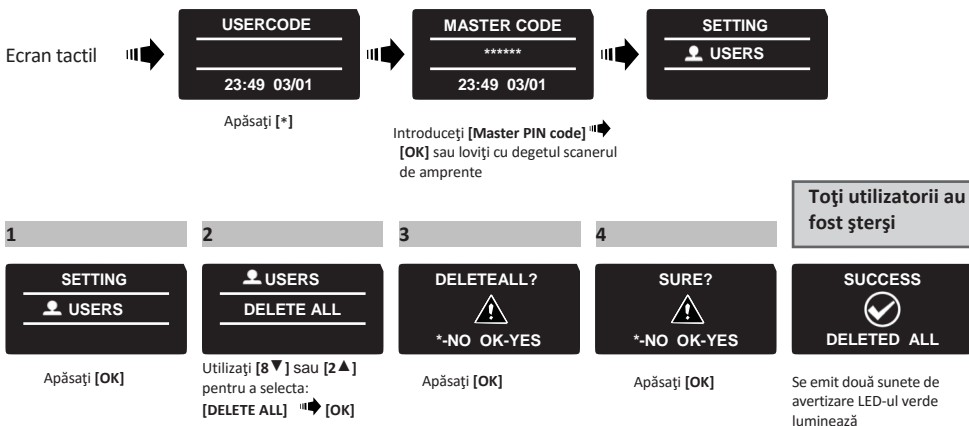 Ecran tactil
USERCODE
23:49 03/01
Apăsaţi [*]
MASTER CODE
******
23:49 03/01
Introduceţi [Master PIN code]
[OK] sau loviţi cu degetul scanerul
de amprente
SETTING
USERS
Toţi utilizatorii au
fost şterşi
1
2
3
4
SETTING
USERS
Apăsaţi [OK]
USERS
DELETE ALL
Utilizaţi [8▼] sau [2▲]
pentru a selecta:
[DELETE ALL] [OK]
DELETEALL?
*-NO OK-YES
Apăsaţi [OK]
SURE?
*-NO OK-YES
Apăsaţi [OK]
SUCCESS
DELETED ALL
Se emit două sunete de
avertizare LED-ul verde
luminează